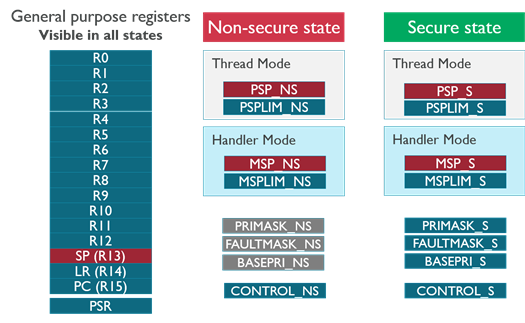 General purpose registers
Visible in all states
R0
R1
R2
R3
R4
R5
R6
R7
R8
R9
R10
R11
R12
SP (R13)
LR (R14)
PC (R15)
PSR
Non-secure state
Thread Mode
PSP_NS
PSPLIM_NS
Handler Mode
MSP_NS
MSPLIM_NS
PRIMASK_NS
FAULTMASK_NS
BASEPRI_NS
CONTROL_NS
Secure state
Thread Mode
PSP_S
PSPLIM_S
Handler Mode
MSP_S
MSPLIM_S
PRIMASK_S
FAULTMASK_S
BASEPRI_S
CONTROL_S